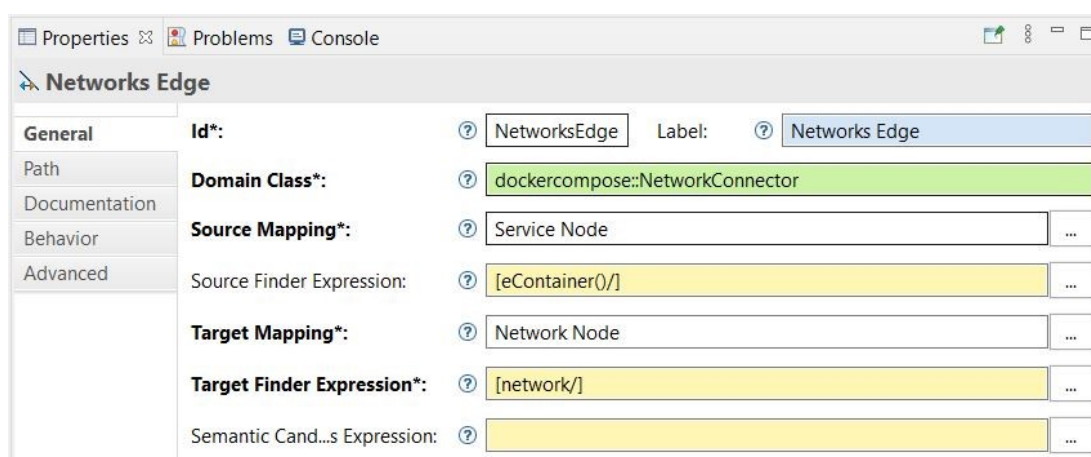 Properties Problems Console
Networks Edge
General
Path
Documentation
Behavior
Advanced
Id*: NetworksEdge Label: Networks Edge
Domain Class*: dockercompose::NetworkConnector
Source Mapping*: Service Node ...
Source Finder Expression: [eContainer()/] ...
Target Mapping*: Network Node ...
Target Finder Expression*: [network/] ...
Semantic Cand...s Expression: ...